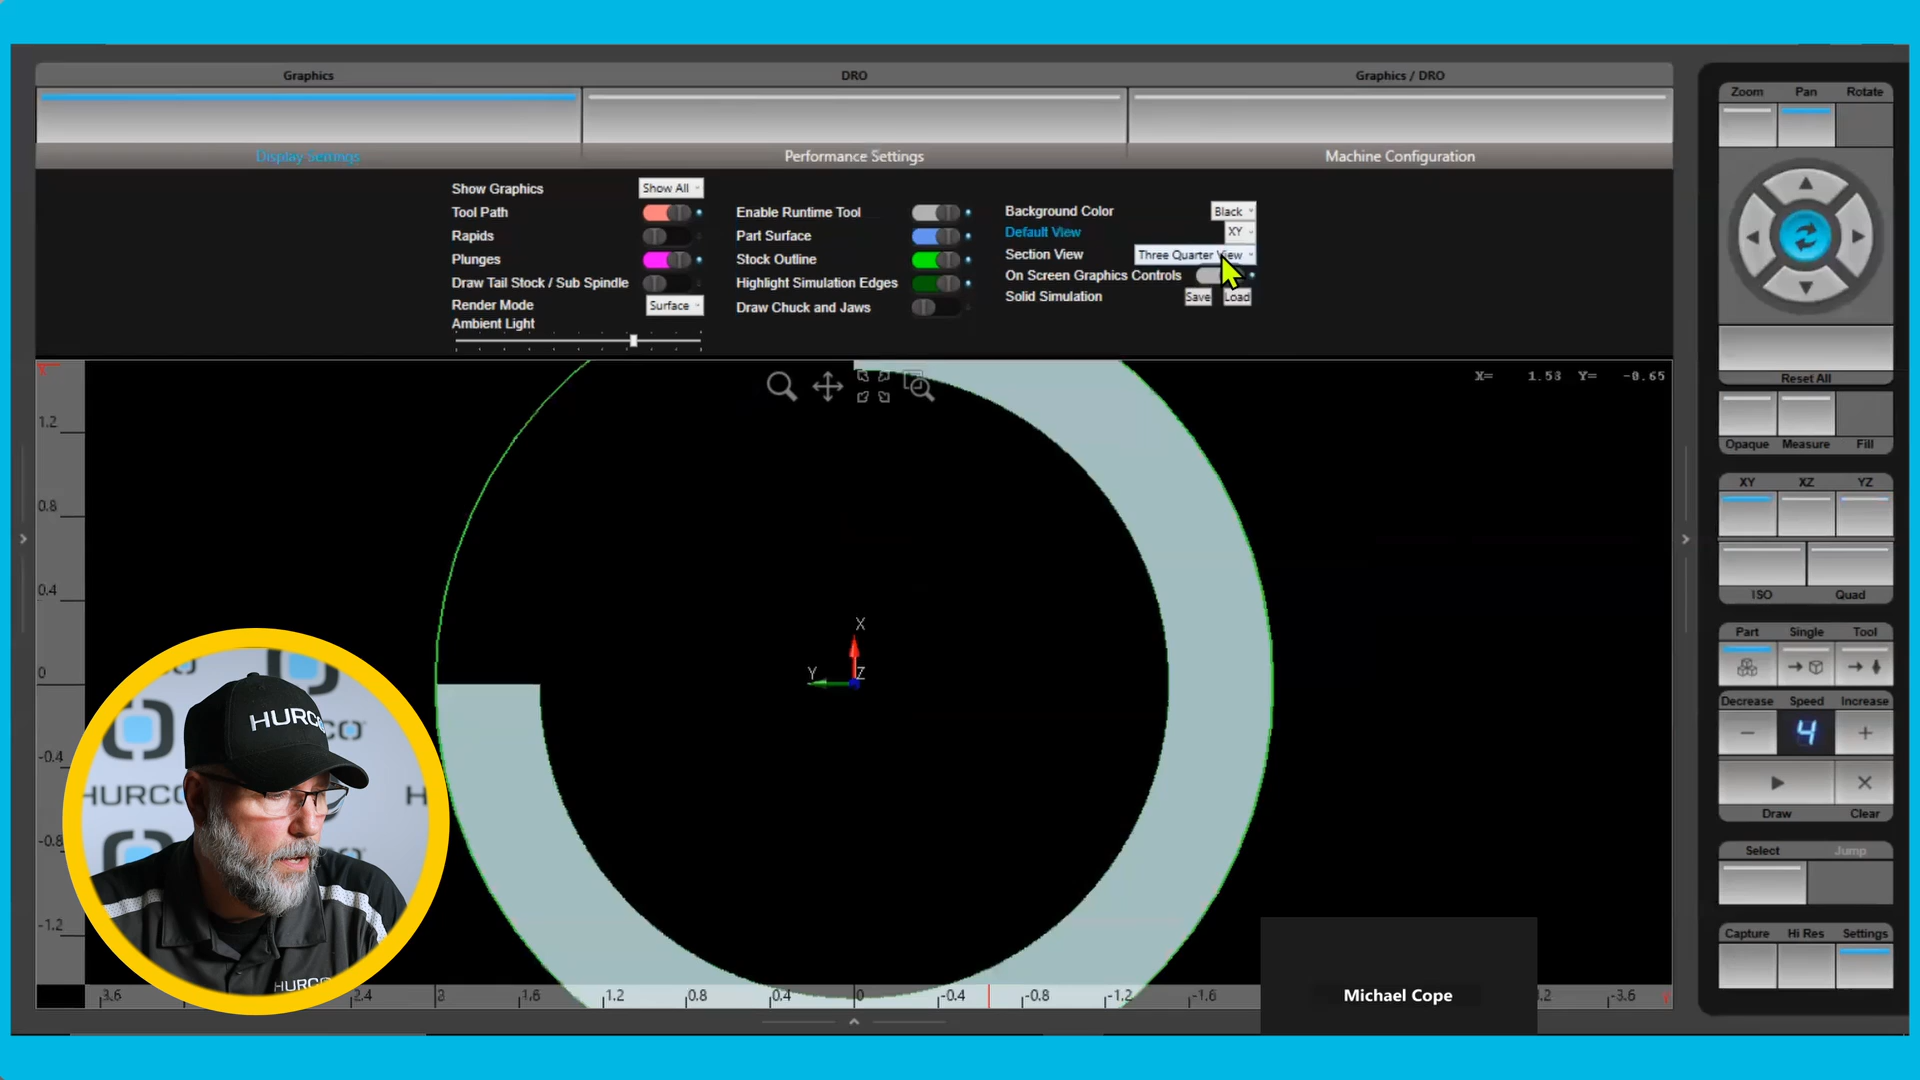 Graphics
DRO
Graphics / DRO
Display Settings
Performance Settings
Machine Configuration
Show Graphics
Show All
Tool Path
Rapids
Plunges
Draw Tail Stock / Sub Spindle
Render Mode
Surface
Ambient Light
Enable Runtime Tool
Part Surface
Stock Outline
Highlight Simulation Edges
Draw Chuck and Jaws
Background Color
Black
Default View
XY
Section View
Three Quarter View
On Screen Graphics Controls
Solid Simulation
Save
Load
X= 1.53 Y= -0.65
1.2
0.8
0.4
0
-0.4
-0.8
-1.2
X
Y
Z
3.6
2.4
2
1.6
1.2
0.8
0.4
0
-0.4
-0.8
-1.2
-1.6
-3.6
Zoom
Pan
Rotate
Reset All
Opaque
Measure
Fill
XY
XZ
YZ
ISO
Quad
Part
Single
Tool
Decrease
Speed
Increase
4
Draw
Clear
Select
Jump
Capture
Hi Res
Settings
HURCO
HURCO
HURCO
Michael Cope